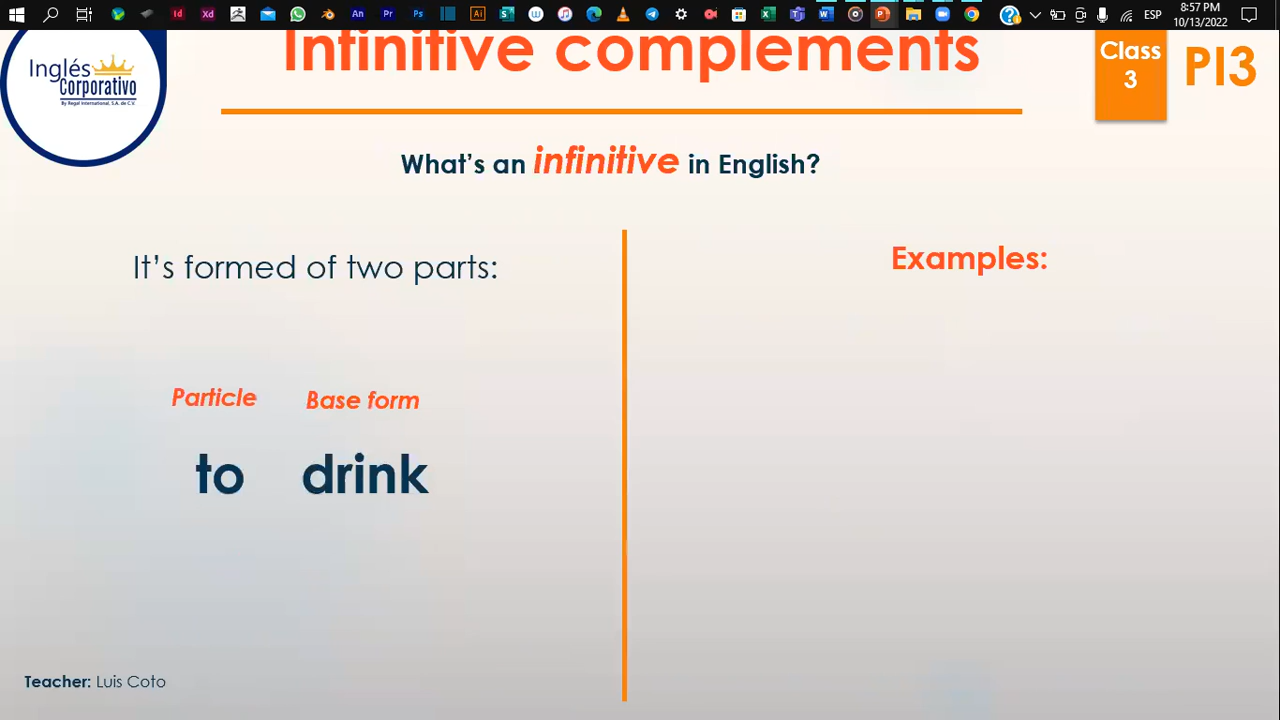 8:57 PM
ESP
10/13/2022
Infinitive complements
Class
3
PI3
Inglés
Corporativo
By Regal International, S.A. de C.V.
What's an infinitive in English?
It's formed of two parts:
Examples:
Particle Base form
to drink
Teacher: Luis Coto